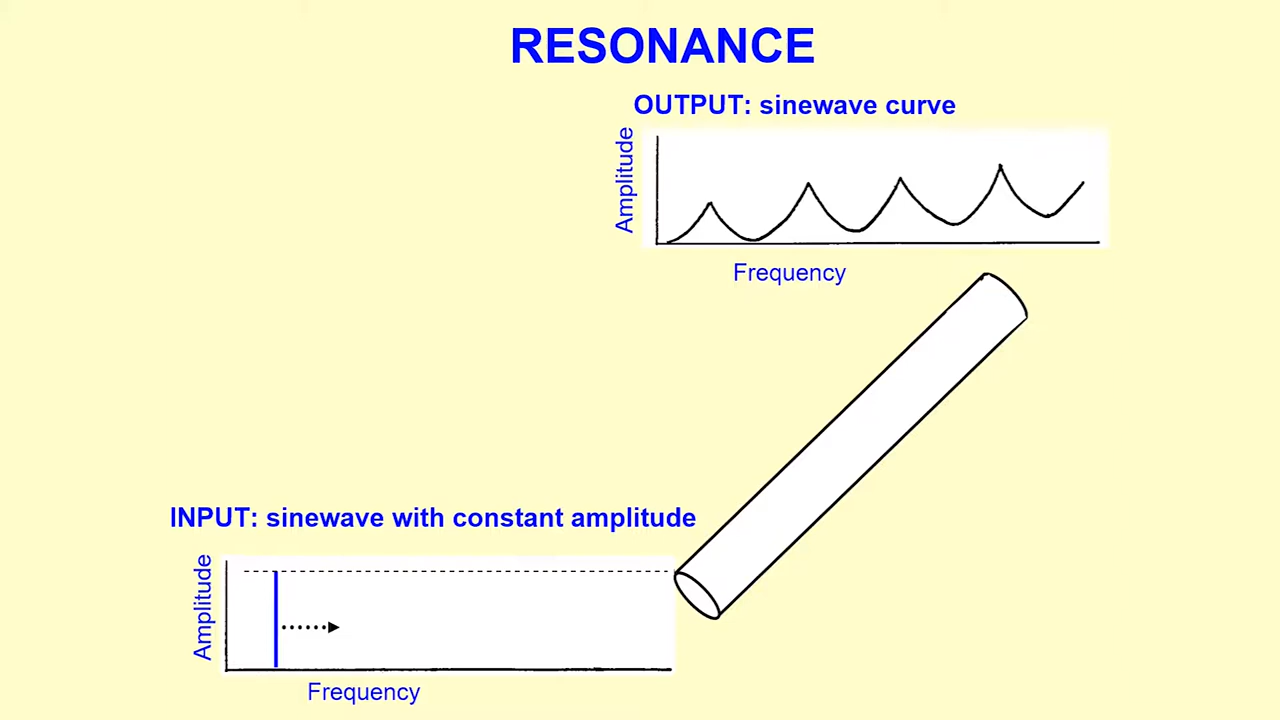 RESONANCE
OUTPUT: sinewave curve
Amplitude
Frequency
INPUT: sinewave with constant amplitude
Amplitude
Frequency